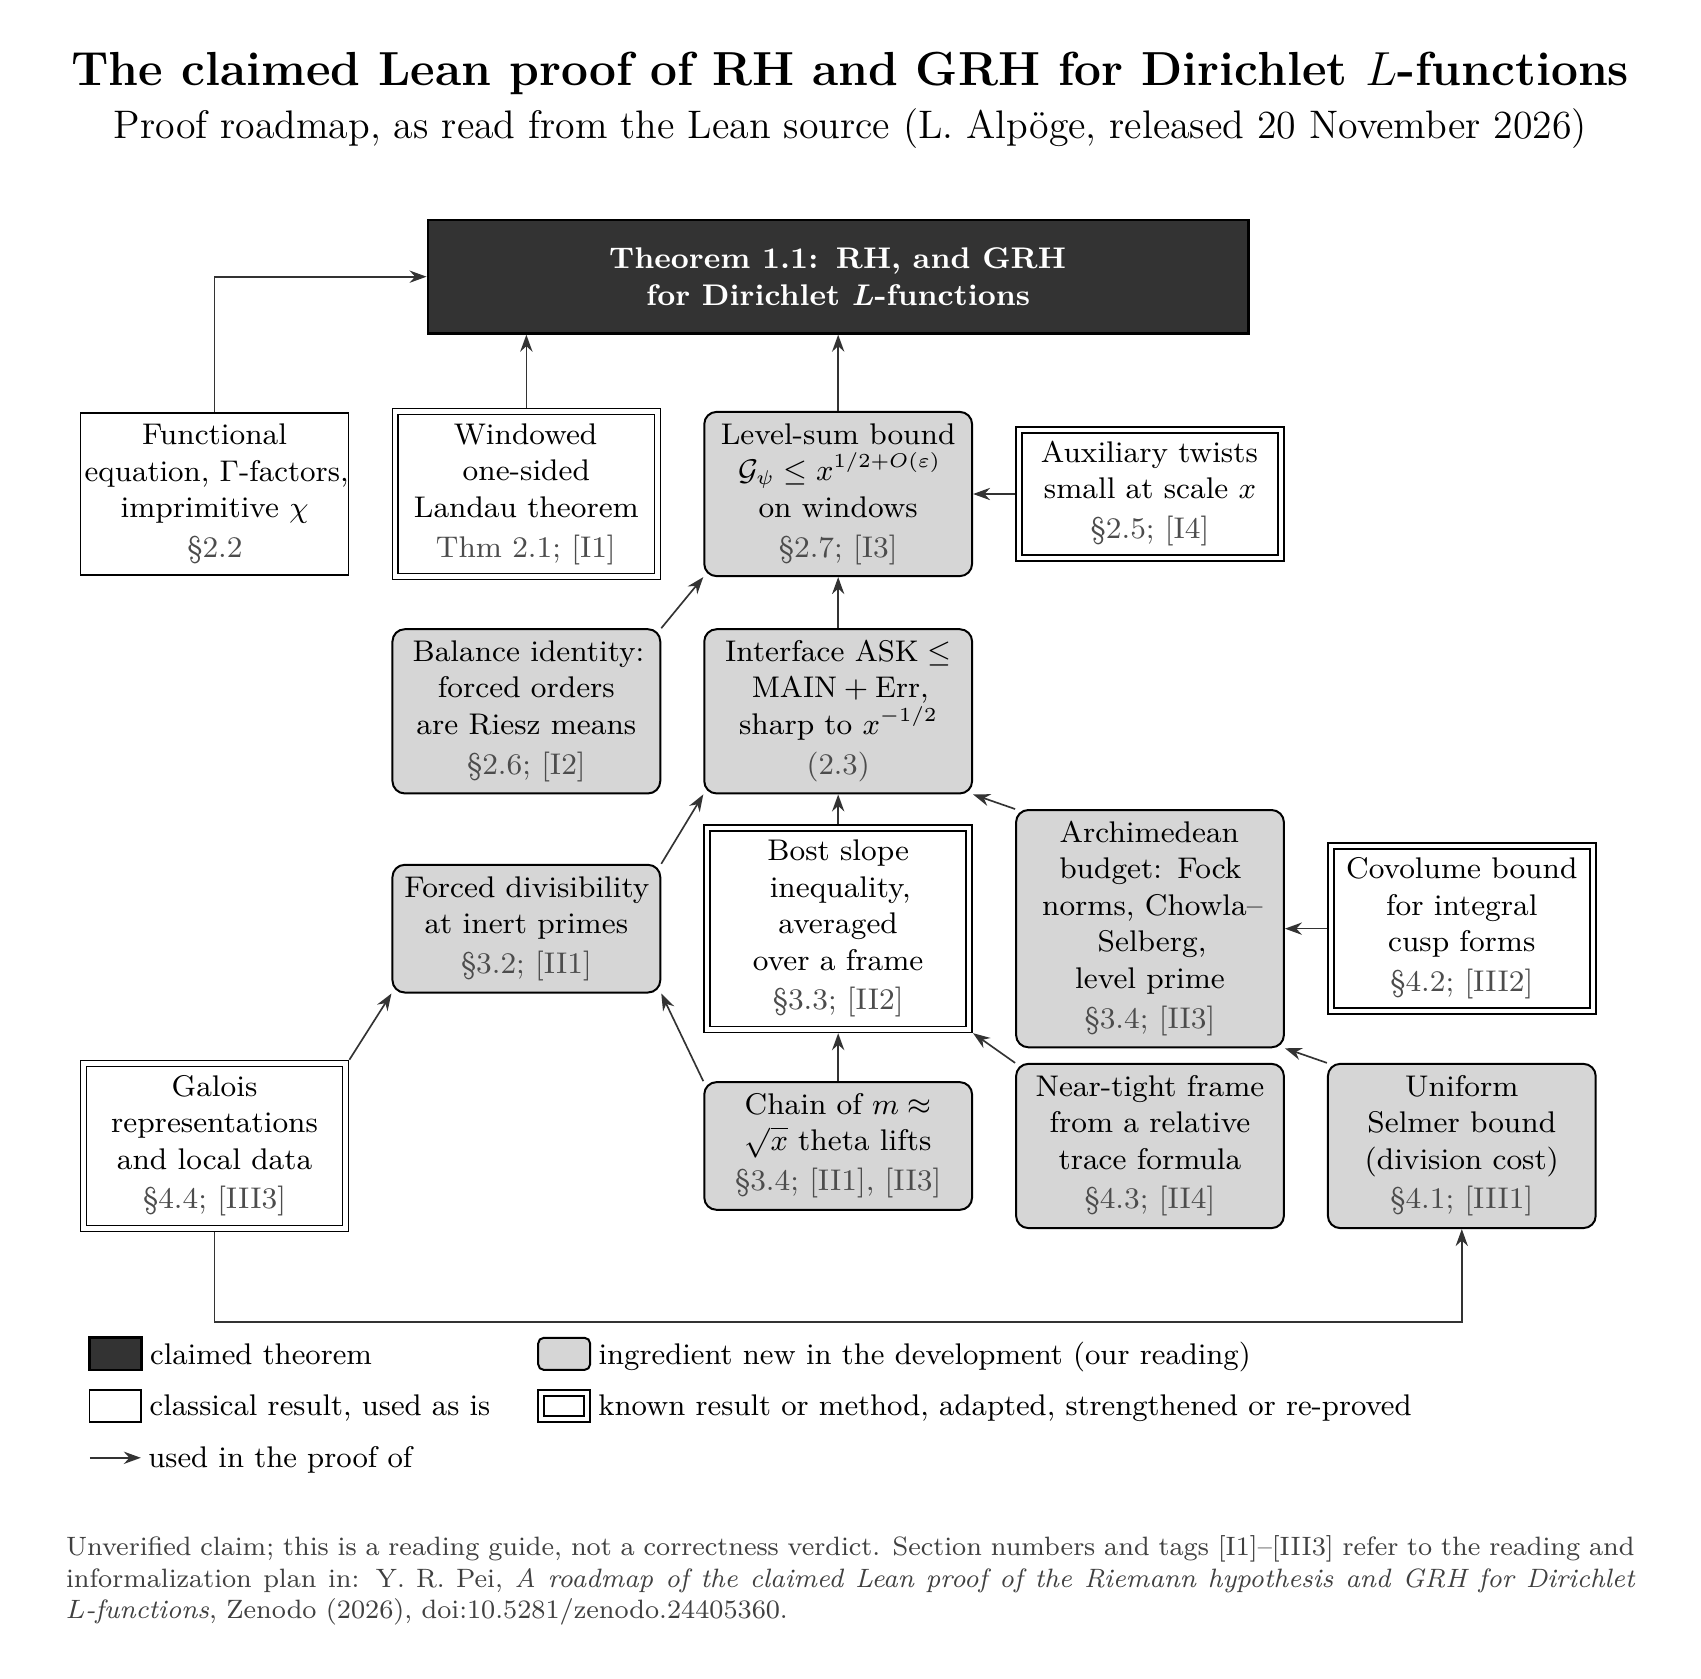 The claimed Lean proof of RH and GRH for Dirichlet L-functions
Proof roadmap, as read from the Lean source (L. Alpöge, released 20 November 2026)
Theorem 1.1: RH, and GRH
for Dirichlet L-functions
Functional
equation, Γ-factors,
imprimitive χ
§2.2
Windowed
one-sided
Landau theorem
Thm 2.1; [I1]
Level-sum bound
𝒢_ψ ≤ x^{1/2+O(ε)}
on windows
§2.7; [I3]
Auxiliary twists
small at scale x
§2.5; [I4]
Balance identity:
forced orders
are Riesz means
§2.6; [I2]
Interface ASK ≤
MAIN + Err,
sharp to x^{−1/2}
(2.3)
Forced divisibility
at inert primes
§3.2; [II1]
Bost slope
inequality,
averaged
over a frame
§3.3; [II2]
Archimedean
budget: Fock
norms, Chowla–
Selberg,
level prime
§3.4; [II3]
Covolume bound
for integral
cusp forms
§4.2; [III2]
Galois
representations
and local data
§4.4; [III3]
Chain of m ≈
√x theta lifts
§3.4; [II1], [II3]
Near-tight frame
from a relative
trace formula
§4.3; [II4]
Uniform
Selmer bound
(division cost)
§4.1; [III1]
claimed theorem
ingredient new in the development (our reading)
classical result, used as is
known result or method, adapted, strengthened or re-proved
used in the proof of
Unverified claim; this is a reading guide, not a correctness verdict. Section numbers and tags [I1]–[III3] refer to the reading and
informalization plan in: Y. R. Pei, A roadmap of the claimed Lean proof of the Riemann hypothesis and GRH for Dirichlet
L-functions, Zenodo (2026), doi:10.5281/zenodo.24405360.